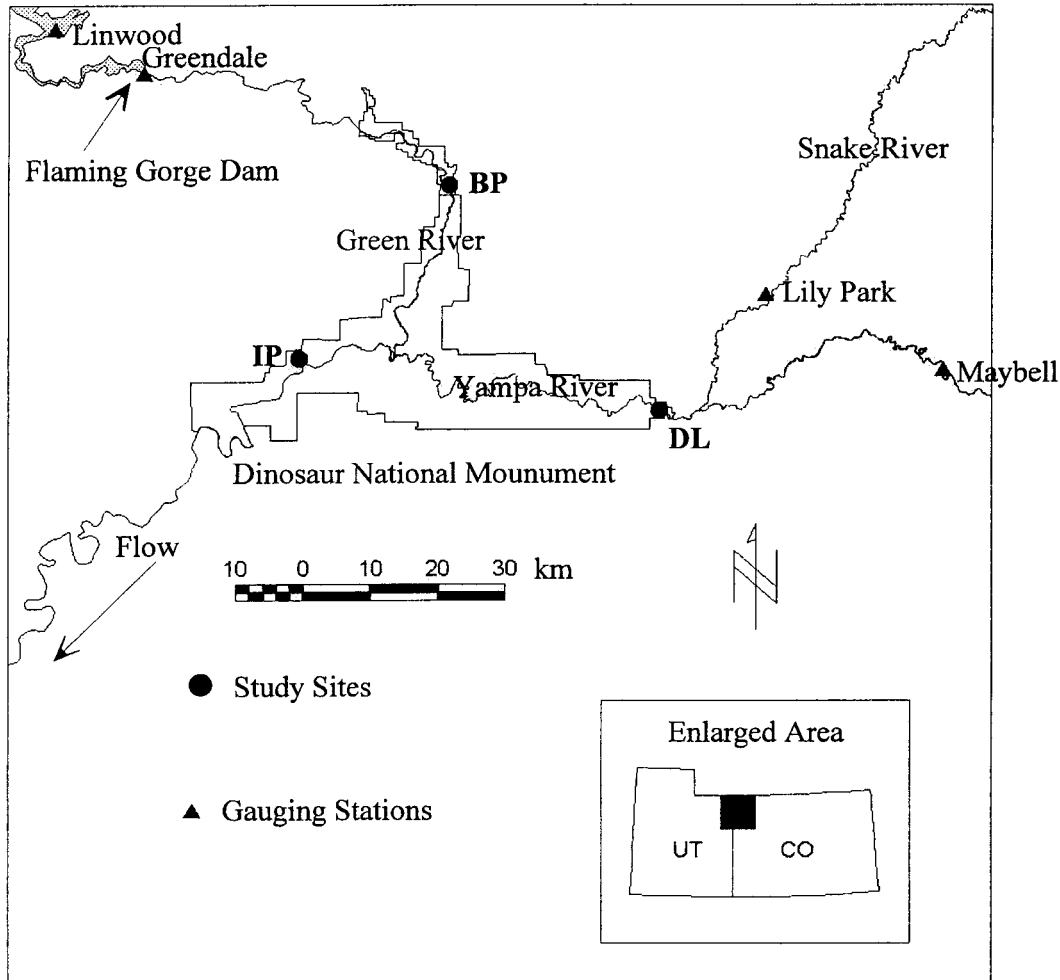 Linwood
Greendale
Flaming Gorge Dam
Snake River
BP
Green River
Lily Park
IP
Maybell
Yampa River
DL
Dinosaur National Mounument
Flow
10 0 10 20 30 km
N
Study Sites
Enlarged Area
Gauging Stations
UT CO